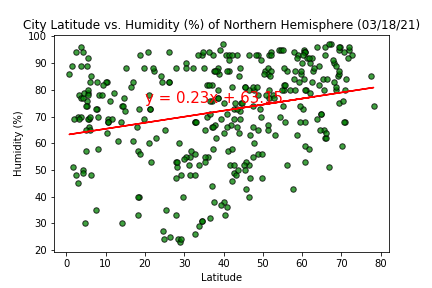 City Latitude vs. Humidity (%) of Northern Hemisphere (03/18/21)
100
90
80
70
60
50
40
30
20
Humidity (%)
y = 0.23x +
0 10 20 30 40 50 60 70 80
Latitude